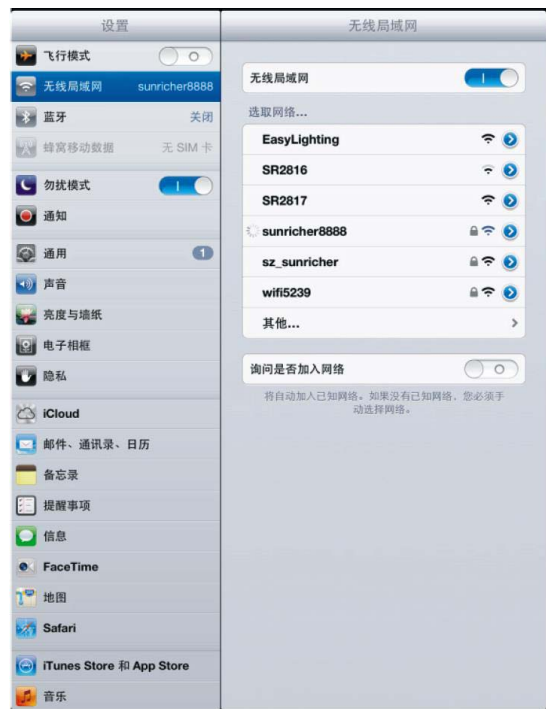 设置
飞行模式
无线局域网 sunricher8888
蓝牙 关闭
蜂窝移动数据 无 SIM 卡
勿扰模式
通知
通用 1
声音
亮度与墙纸
电子相框
隐私
iCloud
邮件、通讯录、日历
备忘录
提醒事项
信息
FaceTime
地图
Safari
iTunes Store 和 App Store
音乐
无线局域网
无线局域网
选取网络...
EasyLighting
SR2816
SR2817
sunricher8888
sz_sunricher
wifi5239
其他...
询问是否加入网络
将自动加入已知网络。如果没有已知网络，您必须手
动选择网络。